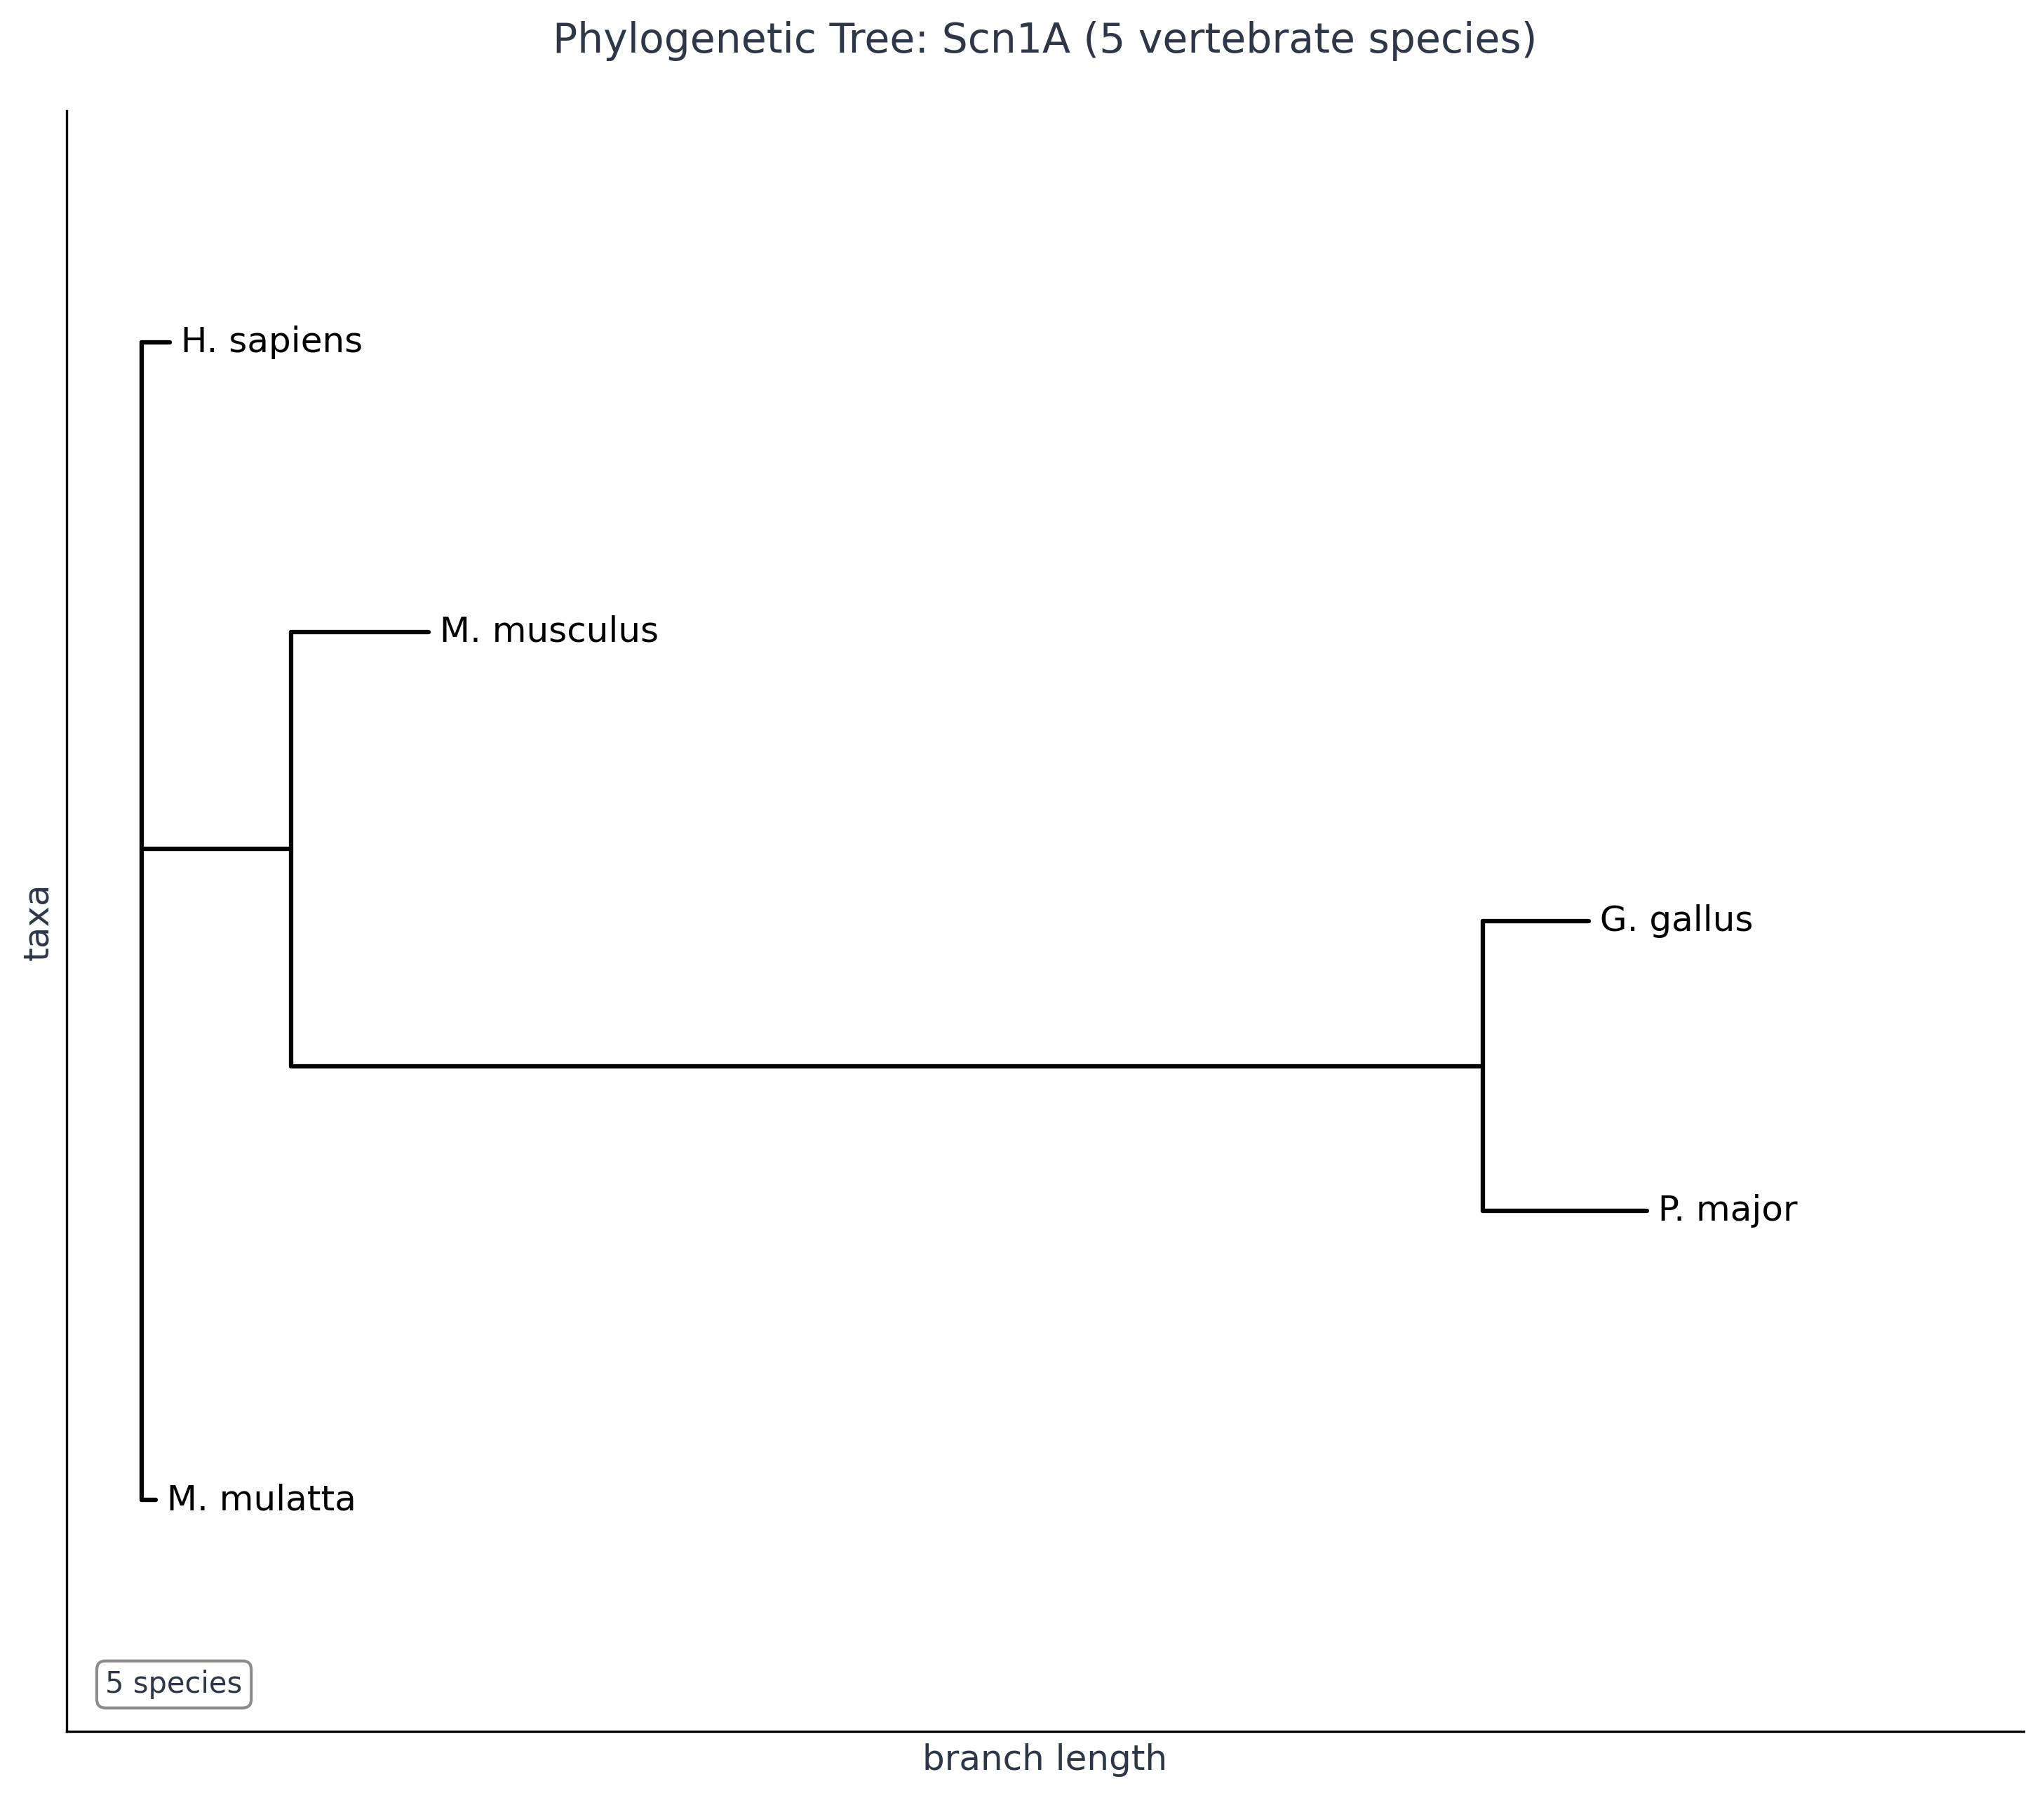 Phylogenetic Tree: Scn1A (5 vertebrate species)
H. sapiens
M. musculus
G. gallus
P. major
M. mulatta
taxa
5 species
branch length